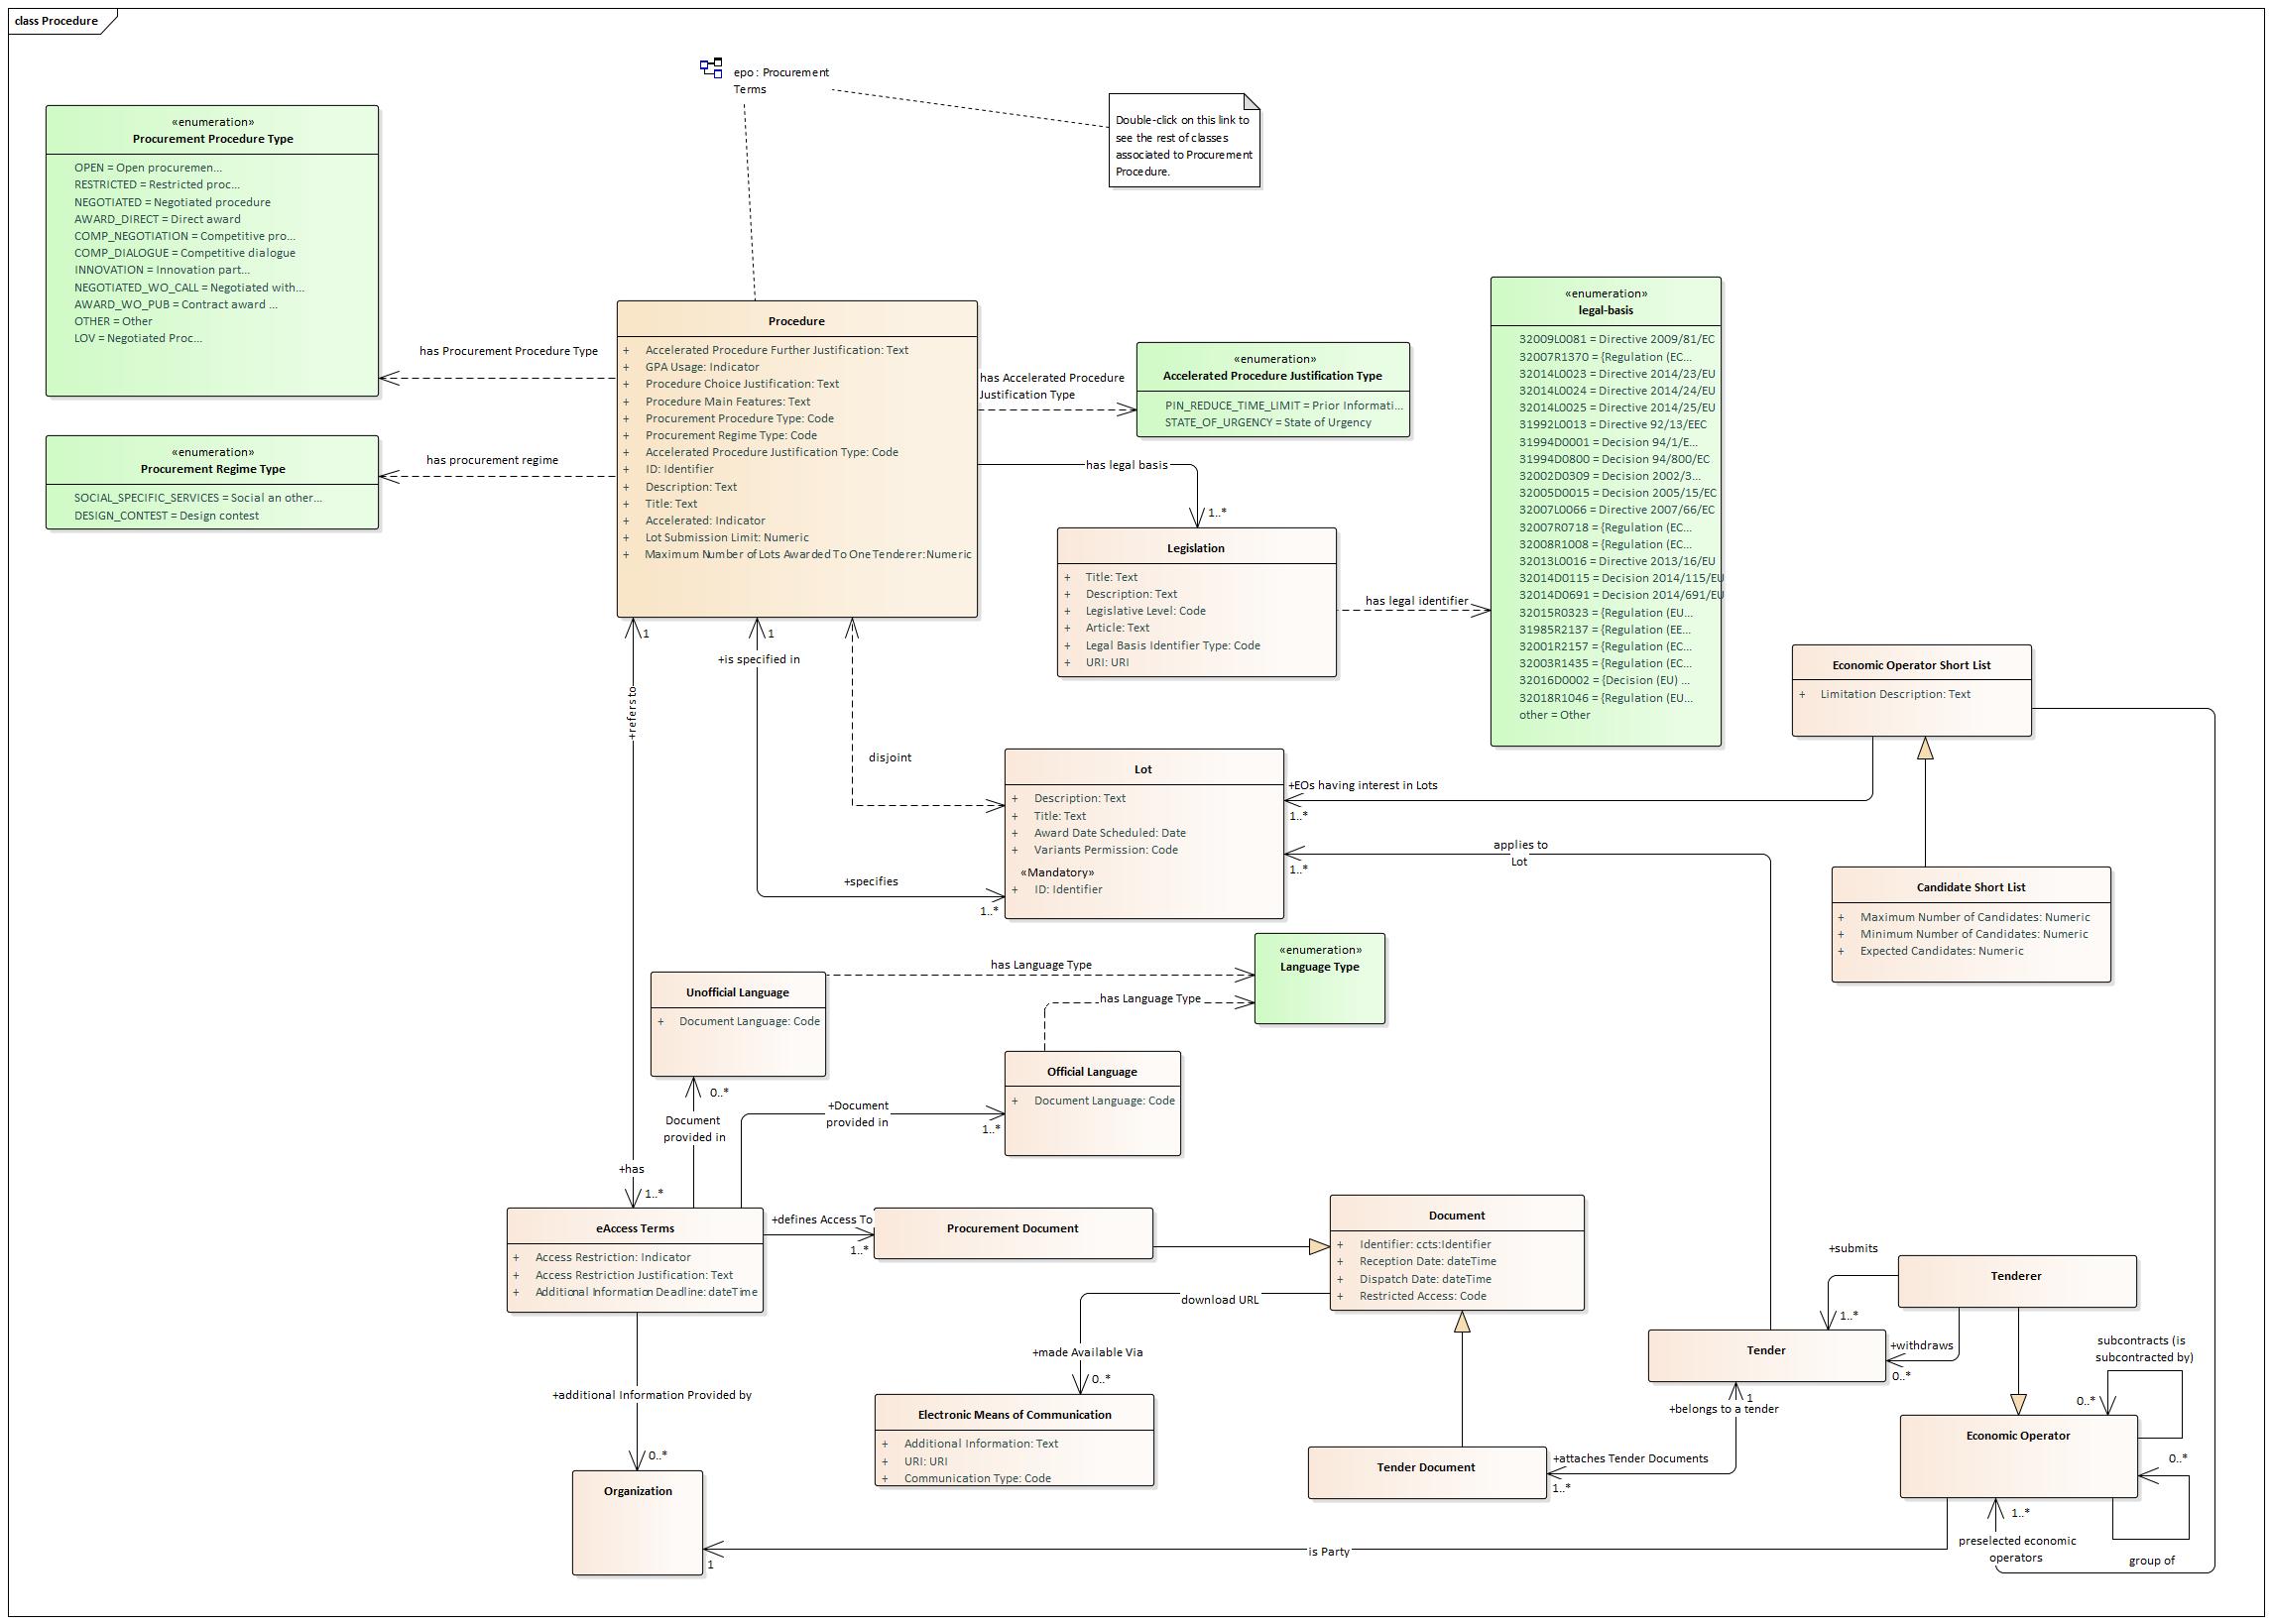 class Procedure
epo : Procurement
Terms
Double-click on this link to
see the rest of classes
associated to Procurement
Procedure.
«enumeration»
Procurement Procedure Type
OPEN = Open procuremen...
RESTRICTED = Restricted proc...
NEGOTIATED = Negotiated procedure
AWARD_DIRECT = Direct award
COMP_NEGOTIATION = Competitive pro...
COMP_DIALOGUE = Competitive dialogue
INNOVATION = Innovation part...
NEGOTIATED_WO_CALL = Negotiated with...
AWARD_WO_PUB = Contract award ...
OTHER = Other
LOV = Negotiated Proc...
has Procurement Procedure Type
«enumeration»
Procurement Regime Type
SOCIAL_SPECIFIC_SERVICES = Social an other...
DESIGN_CONTEST = Design contest
has procurement regime
Procedure
+ Accelerated Procedure Further Justification: Text
+ GPA Usage: Indicator
+ Procedure Choice Justification: Text
+ Procedure Main Features: Text
+ Procurement Procedure Type: Code
+ Procurement Regime Type: Code
+ Accelerated Procedure Justification Type: Code
+ ID: Identifier
+ Description: Text
+ Title: Text
+ Accelerated: Indicator
+ Lot Submission Limit: Numeric
+ Maximum Number of Lots Awarded To One Tenderer: Numeric
has Accelerated Procedure
Justification Type
«enumeration»
Accelerated Procedure Justification Type
PIN_REDUCE_TIME_LIMIT = Prior Informati...
STATE_OF_URGENCY = State of Urgency
has legal basis
1..*
Legislation
+ Title: Text
+ Description: Text
+ Legislative Level: Code
+ Article: Text
+ Legal Basis Identifier Type: Code
+ URI: URI
has legal identifier
«enumeration»
legal-basis
32009L0081 = Directive 2009/81/EC
32007R1370 = {Regulation (EC...
32014L0023 = Directive 2014/23/EU
32014L0024 = Directive 2014/24/EU
32014L0025 = Directive 2014/25/EU
31992L0013 = Directive 92/13/EEC
31994D0001 = Decision 94/1/E...
31994D0800 = Decision 94/800/EC
32002D0309 = Decision 2002/3...
32005D0015 = Decision 2005/15/EC
32007L0066 = Directive 2007/66/EC
32007R0718 = {Regulation (EC...
32008R1008 = {Regulation (EC...
32013L0016 = Directive 2013/16/EU
32014D0115 = Decision 2014/115/EU
32014D0691 = Decision 2014/691/EU
32015R0323 = {Regulation (EU...
31985R2137 = {Regulation (EE...
32001R2157 = {Regulation (EC...
32003R1435 = {Regulation (EC...
32016D0002 = {Decision (EU) ...
32018R1046 = {Regulation (EU...
other = Other
1
1
+is specified in
+refers to
disjoint
+specifies
1..*
Lot
+ Description: Text
+ Title: Text
+ Award Date Scheduled: Date
+ Variants Permission: Code
«Mandatory»
+ ID: Identifier
Economic Operator Short List
+ Limitation Description: Text
+EOs having interest in Lots
1..*
applies to
Lot
1..*
Candidate Short List
+ Maximum Number of Candidates: Numeric
+ Minimum Number of Candidates: Numeric
+ Expected Candidates: Numeric
«enumeration»
Language Type
has Language Type
has Language Type
Unofficial Language
+ Document Language: Code
Official Language
+ Document Language: Code
0..*
Document
provided in
+Document
provided in
1..*
+has
1..*
eAccess Terms
+ Access Restriction: Indicator
+ Access Restriction Justification: Text
+ Additional Information Deadline: dateTime
+defines Access To
1..*
Procurement Document
Document
+ Identifier: ccts:Identifier
+ Reception Date: dateTime
+ Dispatch Date: dateTime
+ Restricted Access: Code
download URL
+made Available Via
0..*
Electronic Means of Communication
+ Additional Information: Text
+ URI: URI
+ Communication Type: Code
+additional Information Provided by
0..*
Organization
1
is Party
Tender Document
+attaches Tender Documents
1..*
+belongs to a tender
1
Tender
+submits
1..*
+withdraws
0..*
Tenderer
subcontracts (is
subcontracted by)
0..*
Economic Operator
0..*
group of
1..*
preselected economic
operators